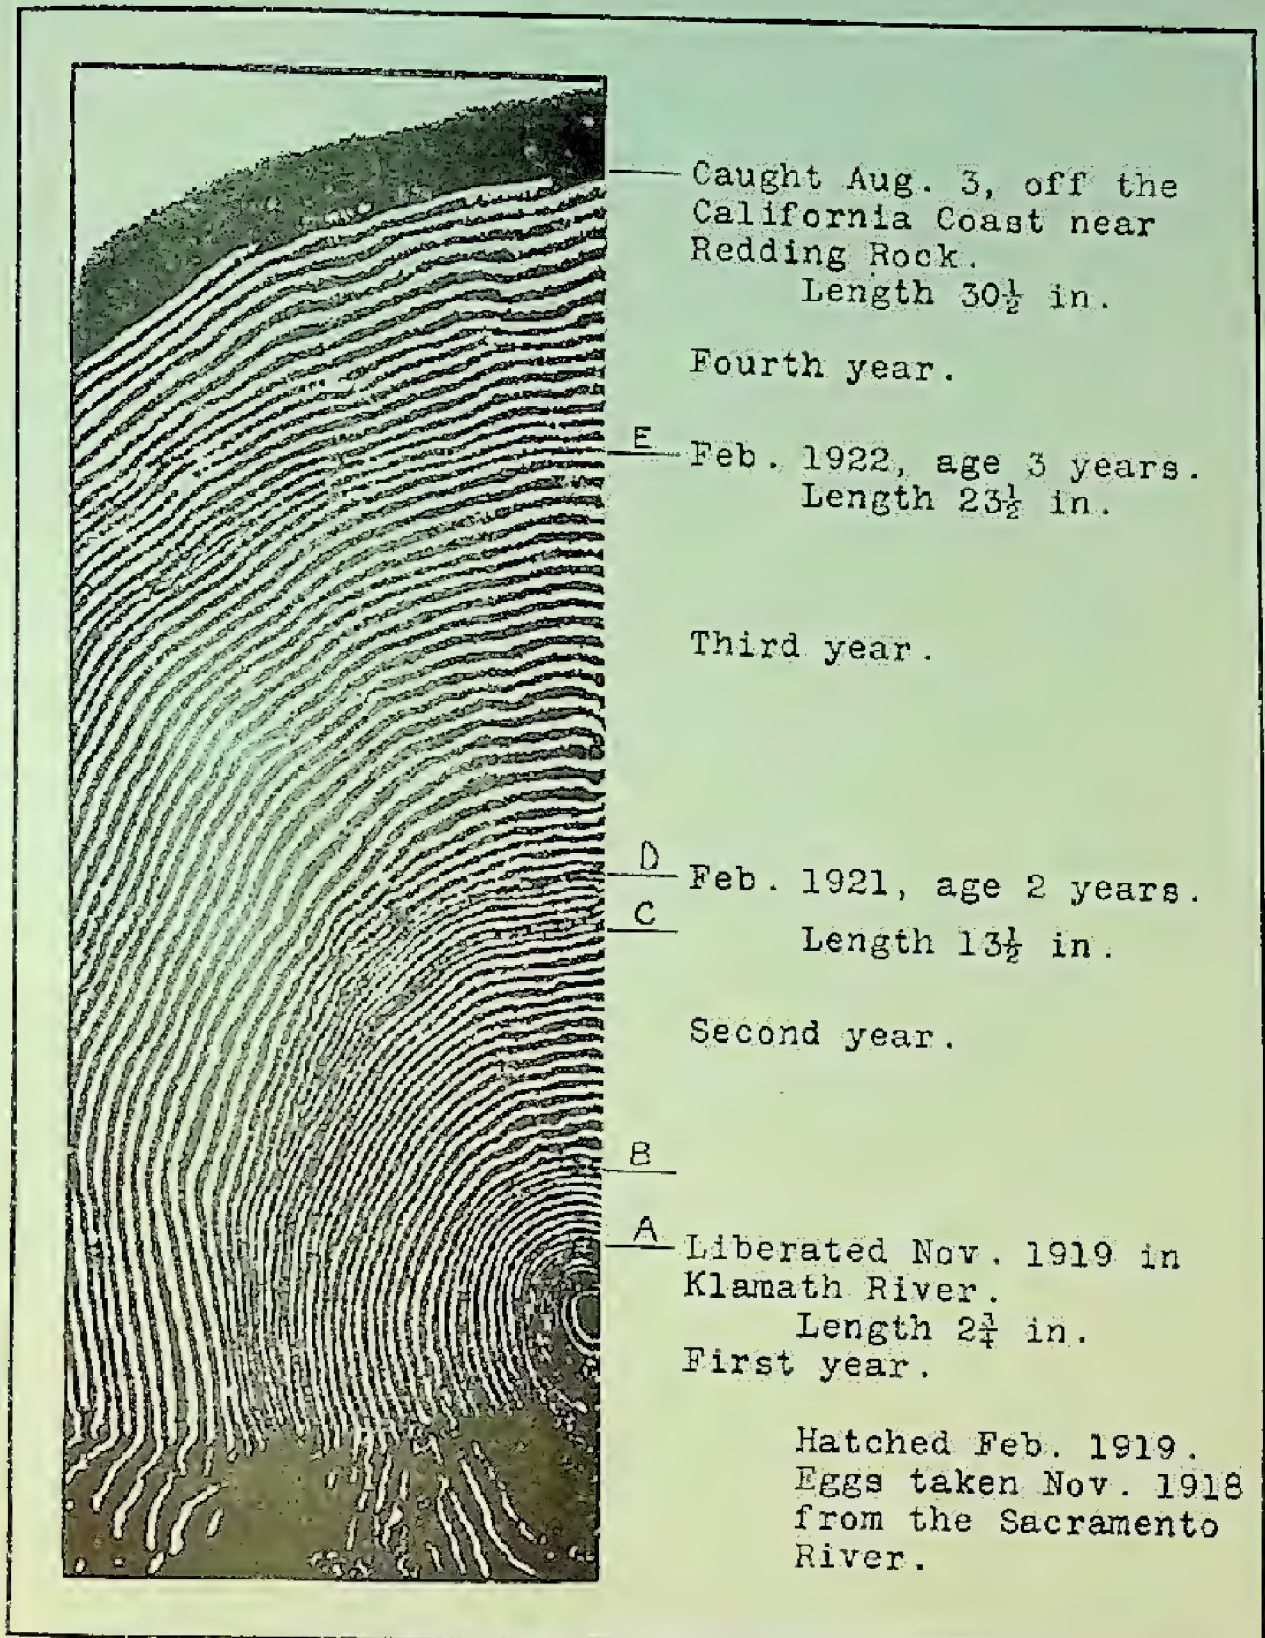 Caught Aug. 3, off the
California Coast near
Redding Rock.
Length 30½ in.
Fourth year.
E
Feb. 1922, age 3 years.
Length 23½ in.
Third year.
D
Feb. 1921, age 2 years.
C
Length 13½ in.
Second year.
B
A
Liberated Nov. 1919 in
Klamath River.
Length 2¾ in.
First year.
Hatched Feb. 1919.
Eggs taken Nov. 1918
from the Sacramento
River.